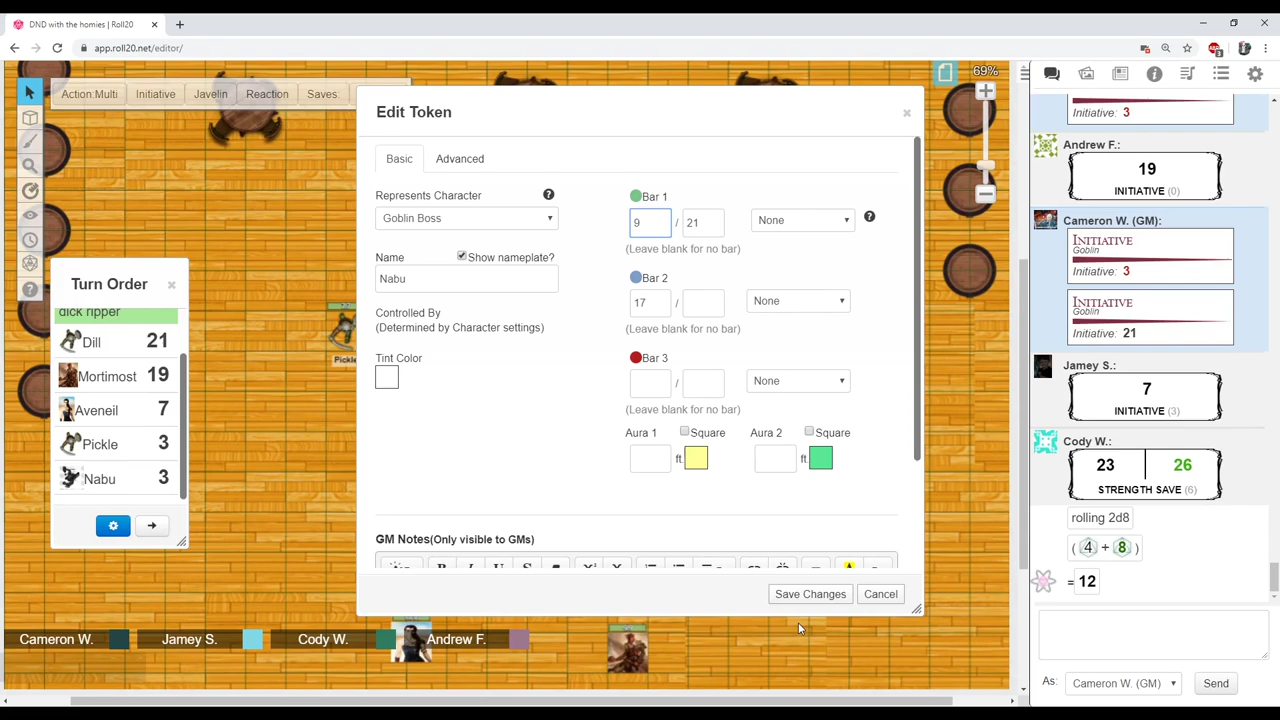 DND with the homies | Roll20
app.roll20.net/editor/
Action:Multi Initiative Javelin Reaction Saves:
69%
Edit Token
Basic Advanced
Represents Character
Goblin Boss
Name Show nameplate?
Nabu
Controlled By
(Determined by Character settings)
Tint Color
Bar 1
9 / 21 None
(Leave blank for no bar)
Bar 2
17 / None
(Leave blank for no bar)
Bar 3
/ None
(Leave blank for no bar)
Aura 1 Square Aura 2 Square
ft. ft.
GM Notes(Only visible to GMs)
Save Changes Cancel
Turn Order
dick ripper
Dill 21
Mortimost 19
Aveneil 7
Pickle 3
Nabu 3
Pickle
Cameron W. Jamey S. Cody W. Andrew F.
Initiative: 3
Andrew F.:
19
INITIATIVE (0)
Cameron W. (GM):
INITIATIVE
Goblin
Initiative: 3
INITIATIVE
Goblin
Initiative: 21
Jamey S.:
7
INITIATIVE (3)
Cody W.:
23 26
STRENGTH SAVE (6)
rolling 2d8
( 4 + 8 )
= 12
As: Cameron W. (GM) Send